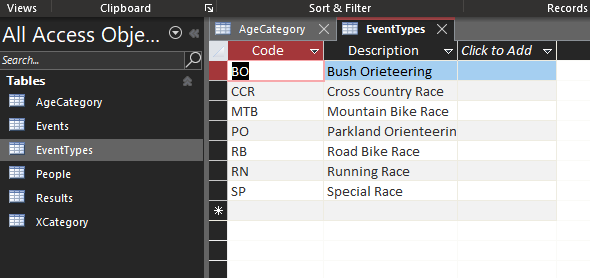 Views Clipboard Sort & Filter Records
All Access Obje...
Search...
Tables
AgeCategory
Events
EventTypes
People
Results
XCategory
AgeCategory EventTypes
Code Description Click to Add
BO Bush Orieteering
CCR Cross Country Race
MTB Mountain Bike Race
PO Parkland Orienteerin
RB Road Bike Race
RN Running Race
SP Special Race